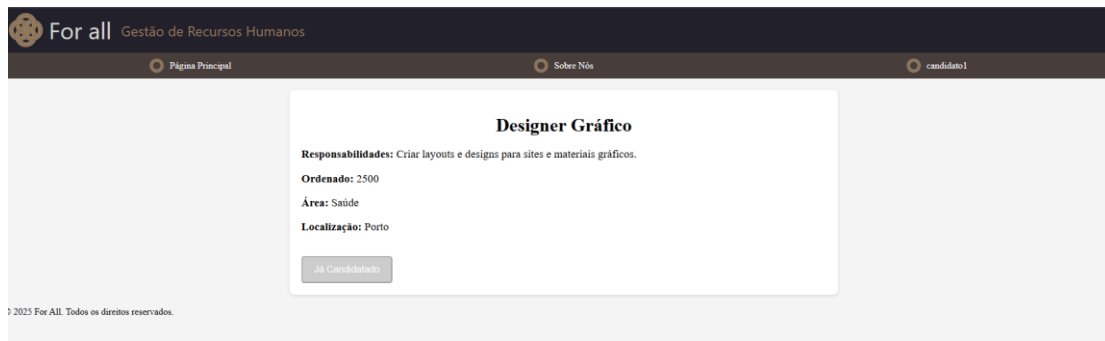 For all Gestão de Recursos Humanos
Página Principal Sobre Nós candidato1
Designer Gráfico
Responsabilidades: Criar layouts e designs para sites e materiais gráficos.
Ordenado: 2500
Área: Saúde
Localização: Porto
Já Candidatado
© 2025 For All. Todos os direitos reservados.